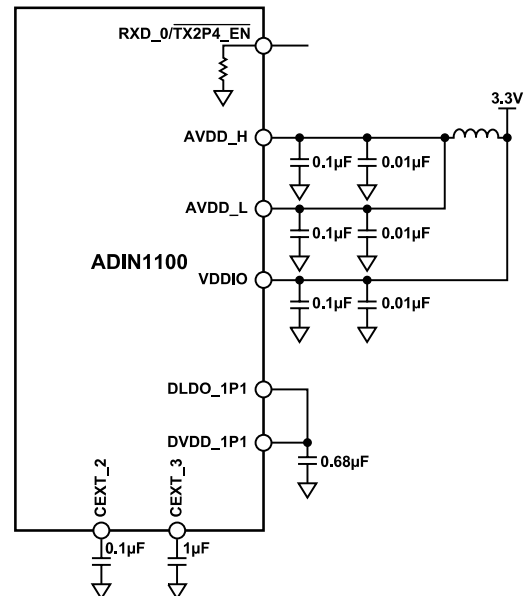 RXD_0/TX2P4_EN
3.3V
AVDD_H
0.1µF 0.01µF
AVDD_L
0.1µF 0.01µF
ADIN1100
VDDIO
0.1µF 0.01µF
DLDO_1P1
DVDD_1P1
0.68µF
CEXT_2
CEXT_3
0.1µF 1µF